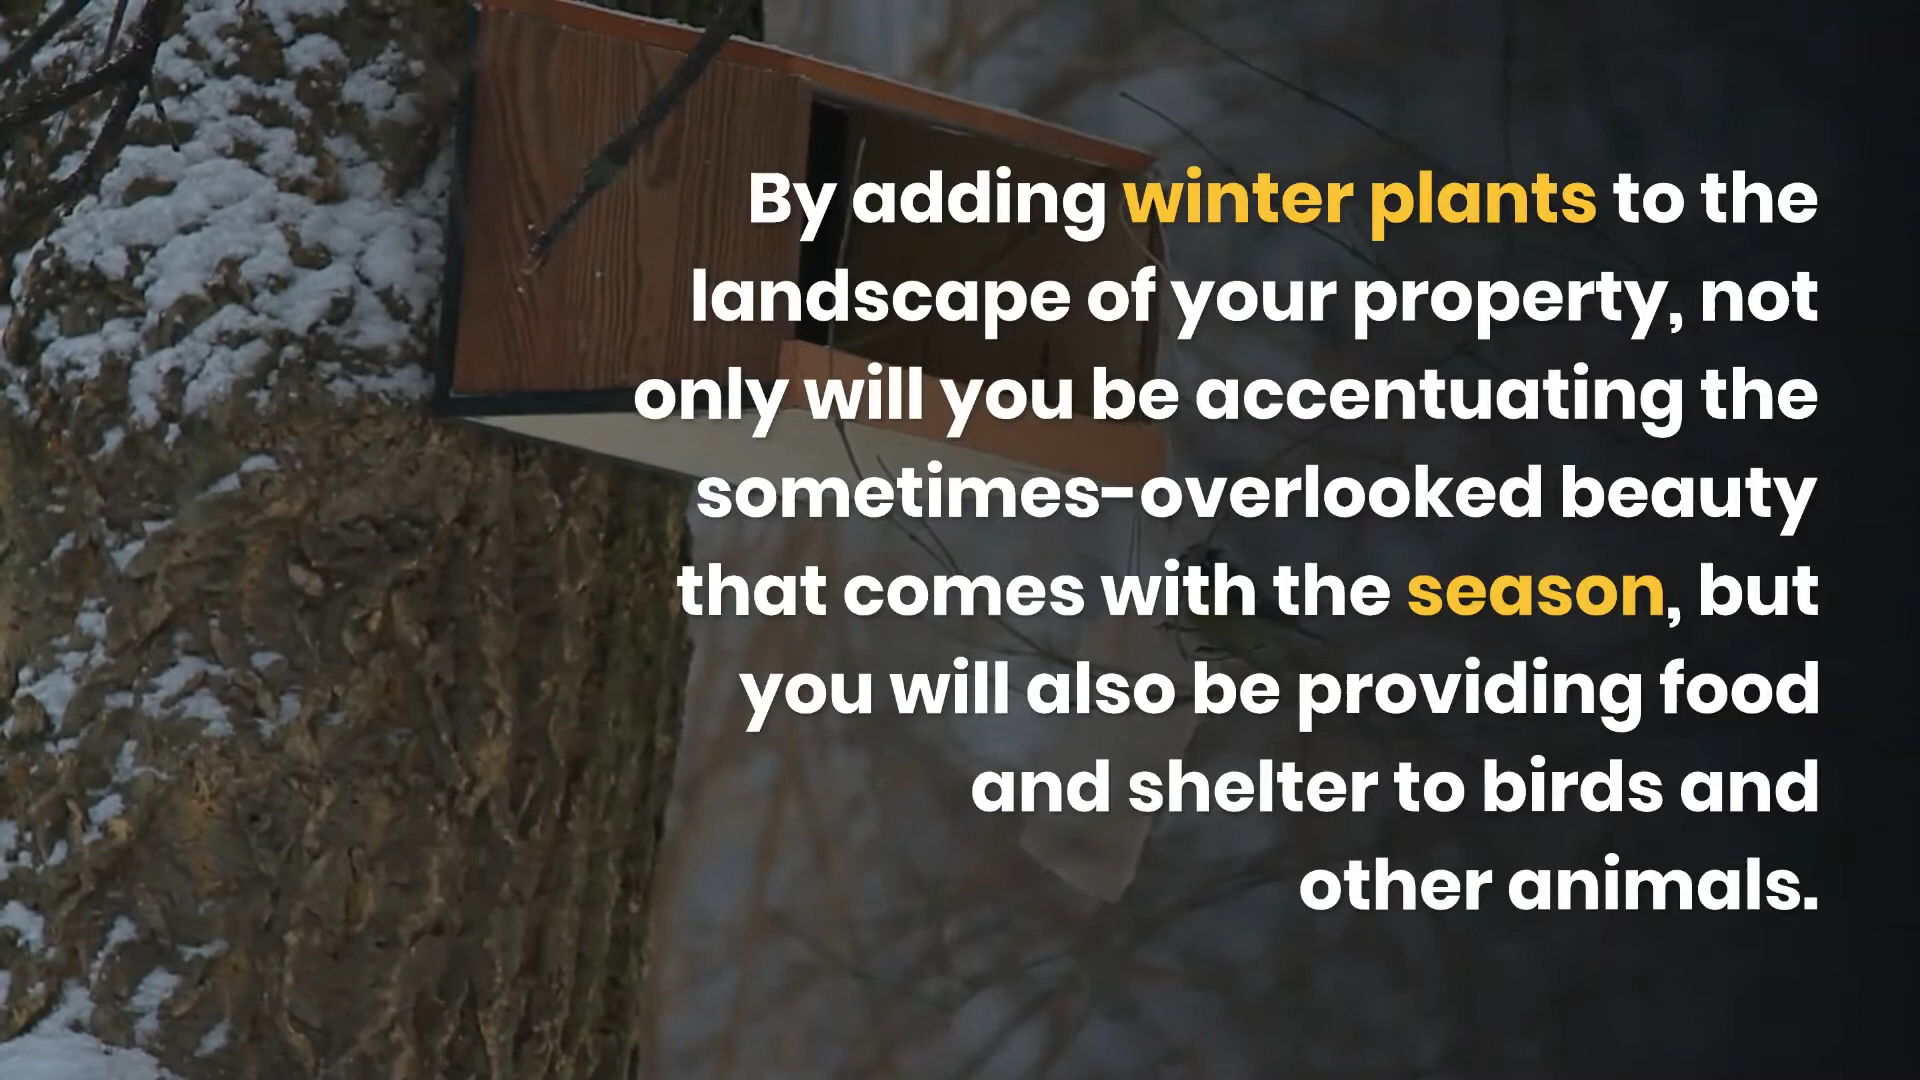 By adding winter plants to the
landscape of your property, not
only will you be accentuating the
sometimes-overlooked beauty
that comes with the season, but
you will also be providing food
and shelter to birds and
other animals.